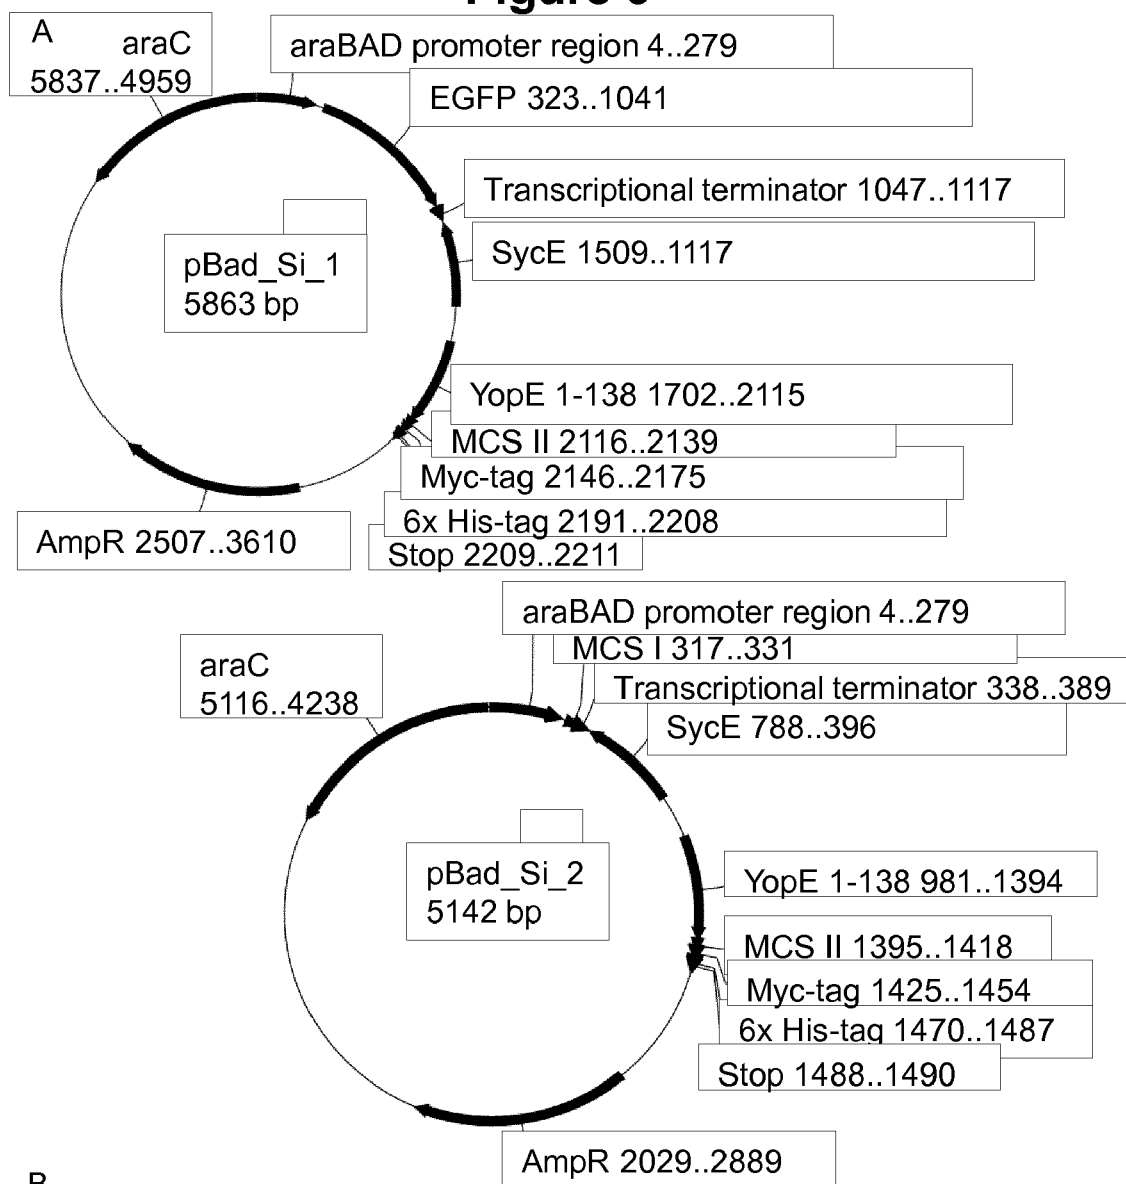 A
araC
5837..4959
araBAD promoter region 4..279
EGFP 323..1041
Transcriptional terminator 1047..1117
SycE 1509..1117
pBad_Si_1
5863 bp
YopE 1-138 1702..2115
MCS II 2116..2139
Myc-tag 2146..2175
6x His-tag 2191..2208
Stop 2209..2211
AmpR 2507..3610
araBAD promoter region 4..279
MCS I 317..331
Transcriptional terminator 338..389
SycE 788..396
araC
5116..4238
pBad_Si_2
5142 bp
YopE 1-138 981..1394
MCS II 1395..1418
Myc-tag 1425..1454
6x His-tag 1470..1487
Stop 1488..1490
AmpR 2029..2889
B